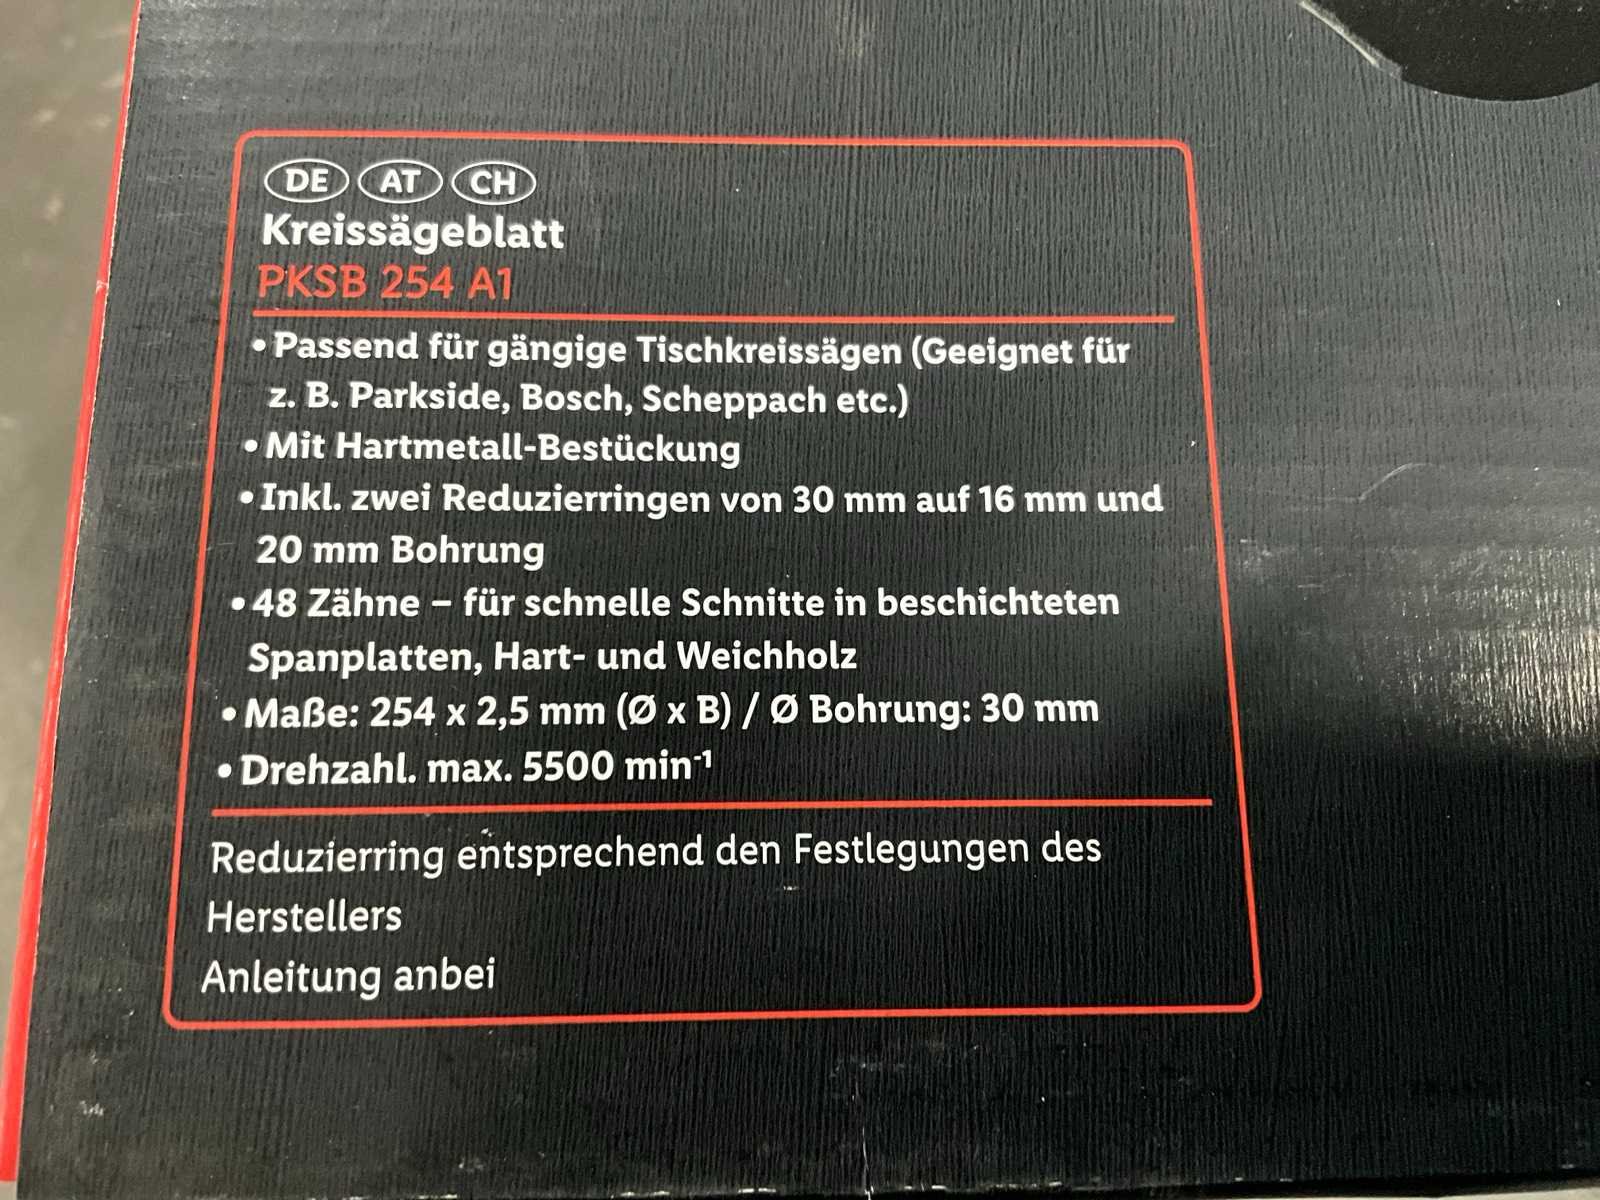 DE AT CH
Kreissägeblatt
PKSB 254 A1
• Passend für gängige Tischkreissägen (Geeignet für
z. B. Parkside, Bosch, Scheppach etc.)
• Mit Hartmetall-Bestückung
• Inkl. zwei Reduzierringen von 30 mm auf 16 mm und
20 mm Bohrung
• 48 Zähne – für schnelle Schnitte in beschichteten
Spanplatten, Hart- und Weichholz
• Maße: 254 x 2,5 mm (Ø x B) / Ø Bohrung: 30 mm
• Drehzahl. max. 5500 min⁻¹
Reduzierring entsprechend den Festlegungen des
Herstellers
Anleitung anbei